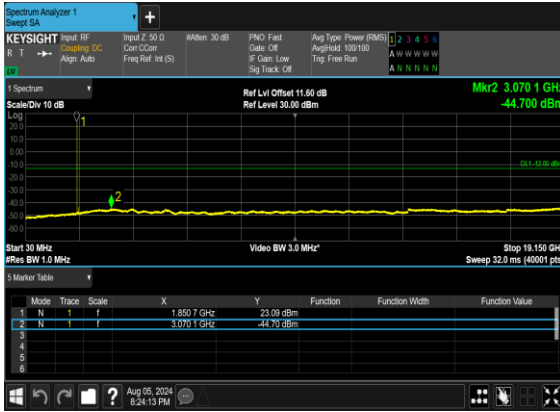 Spectrum Analyzer 1
Swept SA
+
KEYSIGHT Input: RF Input Z: 50 Ω #Atten: 30 dB PNO: Fast Avg Type: Power (RMS) 1 2 3 4 5 6
R T Coupling: DC Corr CCorr Gate: Off Avg|Hold: 100/100 A W W W W W
Align: Auto Freq Ref: Int (S) IF Gain: Low Trig: Free Run
Sig Track: Off A N N N N N
1 Spectrum Ref Lvl Offset 11.60 dB Mkr2 3.070 1 GHz
Scale/Div 10 dB Ref Level 30.00 dBm -44.700 dBm
Log
1
20.0
10.0
0.00
-10.0
DL1 -13.00 dBm
-20.0
-30.0
2
-40.0
-50.0
-60.0
Start 30 MHz Video BW 3.0 MHz* Stop 19.150 GH
#Res BW 1.0 MHz Sweep 32.0 ms (40001 pts
5 Marker Table
Mode Trace Scale X Y Function Function Width Function Value
1 N 1 f 1.850 7 GHz 23.09 dBm
2 N 1 f 3.070 1 GHz -44.70 dBm
3
4
5
6
? Aug 05, 2024
8:24:13 PM